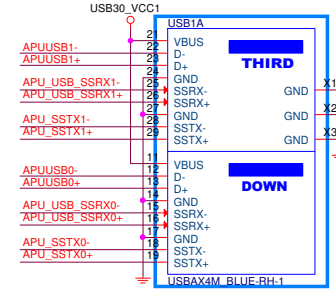 USB30_VCC1
USB1A
21
VBUS
APUUSB1-
22
D-
APUUSB1+
23
D+
THIRD
24
GND
X1
APU_USB_SSRX1-
25
SSRX-
GND
APU_USB_SSRX1+
26
SSRX+
27
GND
X2
APU_SSTX1-
28
SSTX-
GND
APU_SSTX1+
29
SSTX+
GND
X3
11
VBUS
APUUSB0-
12
D-
APUUSB0+
13
D+
DOWN
14
GND
APU_USB_SSRX0-
15
SSRX-
APU_USB_SSRX0+
16
SSRX+
17
GND
APU_SSTX0-
18
SSTX-
APU_SSTX0+
19
SSTX+
USBAX4M_BLUE-RH-1